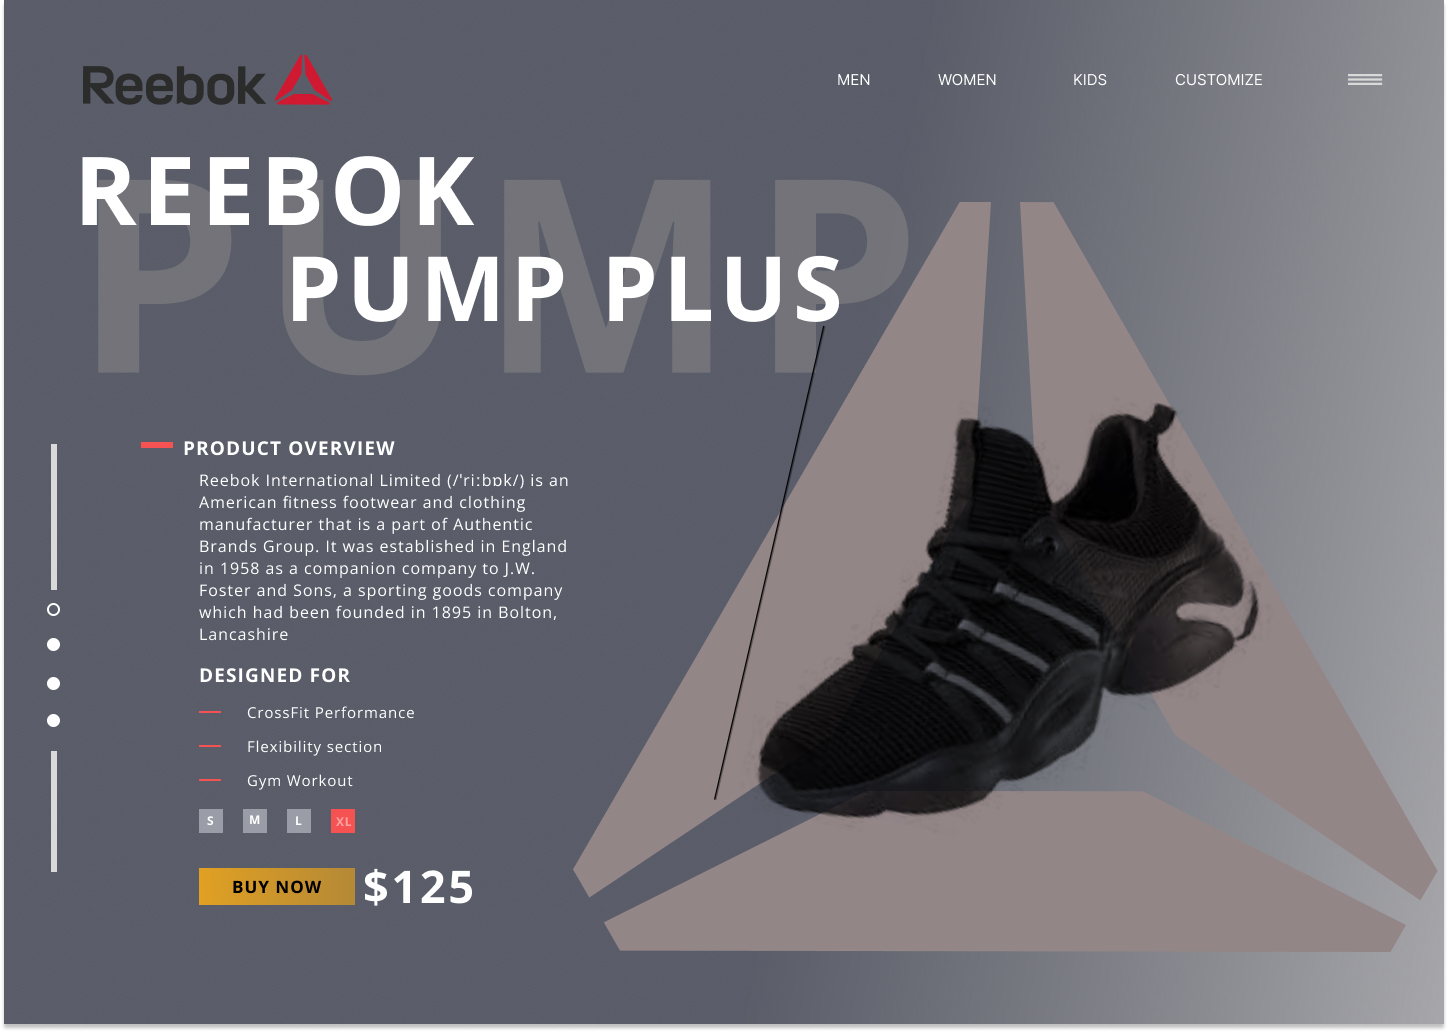 Reebok
MEN
WOMEN
KIDS
CUSTOMIZE
PUMP
REEBOK
PUMP PLUS
PRODUCT OVERVIEW
Reebok International Limited (/ˈriːbɒk/) is an
American fitness footwear and clothing
manufacturer that is a part of Authentic
Brands Group. It was established in England
in 1958 as a companion company to J.W.
Foster and Sons, a sporting goods company
which had been founded in 1895 in Bolton,
Lancashire
DESIGNED FOR
CrossFit Performance
Flexibility section
Gym Workout
S M L XL
BUY NOW $125